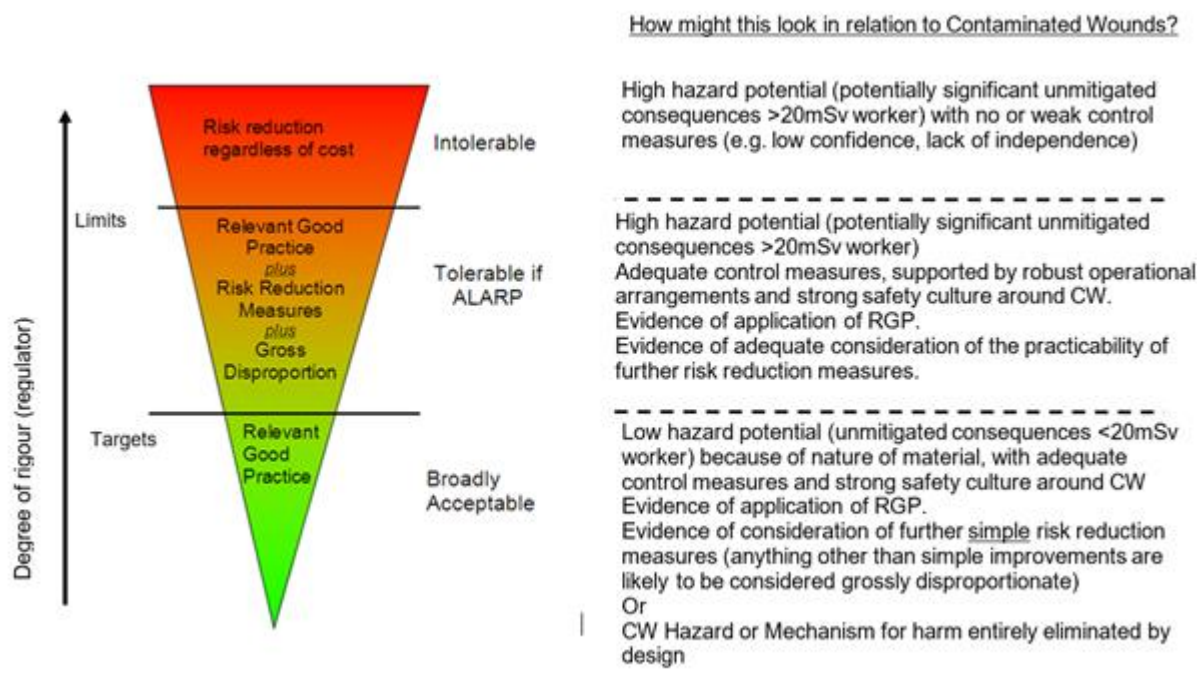 How might this look in relation to Contaminated Wounds?
Degree of rigour (regulator)
Limits
Targets
Risk reduction
regardless of cost
Relevant Good
Practice
plus
Risk Reduction
Measures
plus
Gross
Disproportion
Relevant
Good
Practice
Intolerable
Tolerable if
ALARP
Broadly
Acceptable
High hazard potential (potentially significant unmitigated
consequences >20mSv worker) with no or weak control
measures (e.g. low confidence, lack of independence)
High hazard potential (potentially significant unmitigated
consequences >20mSv worker)
Adequate control measures, supported by robust operational
arrangements and strong safety culture around CW.
Evidence of application of RGP.
Evidence of adequate consideration of the practicability of
further risk reduction measures.
Low hazard potential (unmitigated consequences <20mSv
worker) because of nature of material, with adequate
control measures and strong safety culture around CW
Evidence of application of RGP.
Evidence of consideration of further simple risk reduction
measures (anything other than simple improvements are
likely to be considered grossly disproportionate)
Or
CW Hazard or Mechanism for harm entirely eliminated by
design